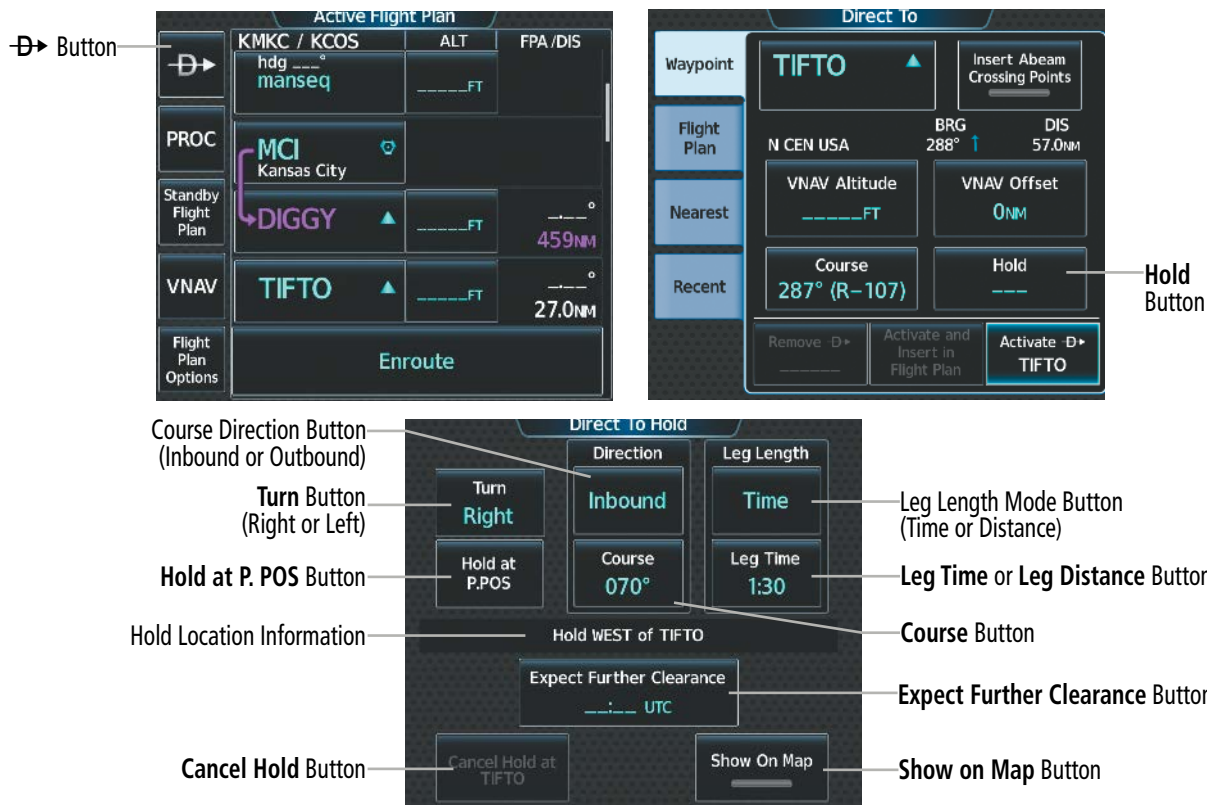 Active Flight Plan
Button
KMKC / KCOS
ALT
FPA/DIS
hdg ___°
manseq
_____FT
PROC
MCI
Kansas City
Standby
Flight
Plan
DIGGY
_____FT
_.__°
459NM
VNAV
TIFTO
_____FT
_.__°
27.0NM
Flight
Plan
Options
Enroute
Direct To
Waypoint
TIFTO
Insert Abeam
Crossing Points
Flight
Plan
N CEN USA
BRG
288° ↑
DIS
57.0NM
Nearest
VNAV Altitude
_____FT
VNAV Offset
0NM
Recent
Course
287° (R–107)
Hold
___
Hold
Button
Remove D→
______
Activate and
Insert in
Flight Plan
Activate D→
TIFTO
Direct To Hold
Course Direction Button
(Inbound or Outbound)
Direction
Leg Length
Turn
Right
Inbound
Time
Turn Button
(Right or Left)
Leg Length Mode Button
(Time or Distance)
Hold at P. POS Button
Hold at
P.POS
Course
070°
Leg Time
1:30
Leg Time or Leg Distance Button
Hold Location Information
Hold WEST of TIFTO
Course Button
Expect Further Clearance
__:__ UTC
Expect Further Clearance Button
Cancel Hold Button
Cancel Hold at
TIFTO
Show On Map
Show on Map Button